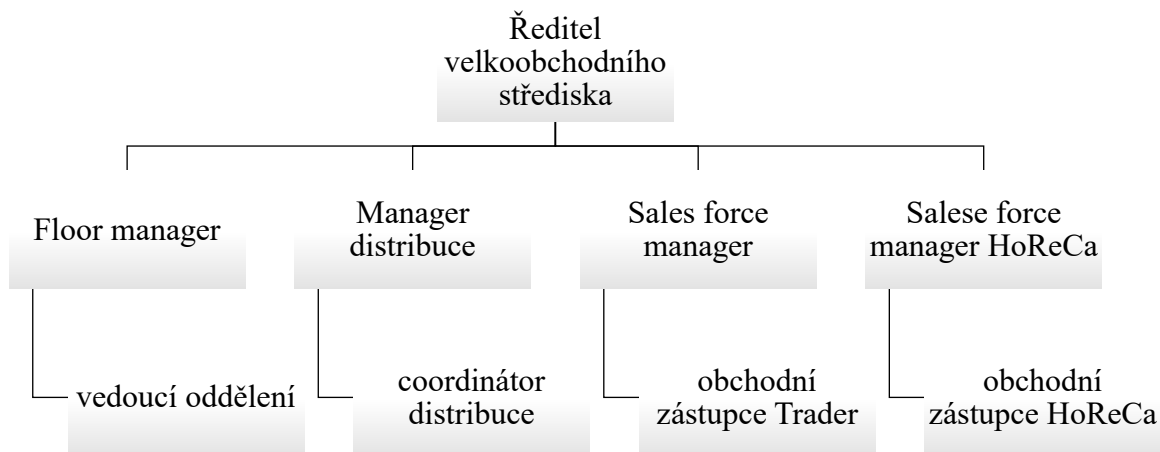 Ředitel
velkoobchodního
střediska
Floor manager
Manager
distribuce
Sales force
manager
Salese force
manager HoReCa
vedoucí oddělení
coordinátor
distribuce
obchodní
zástupce Trader
obchodní
zástupce HoReCa